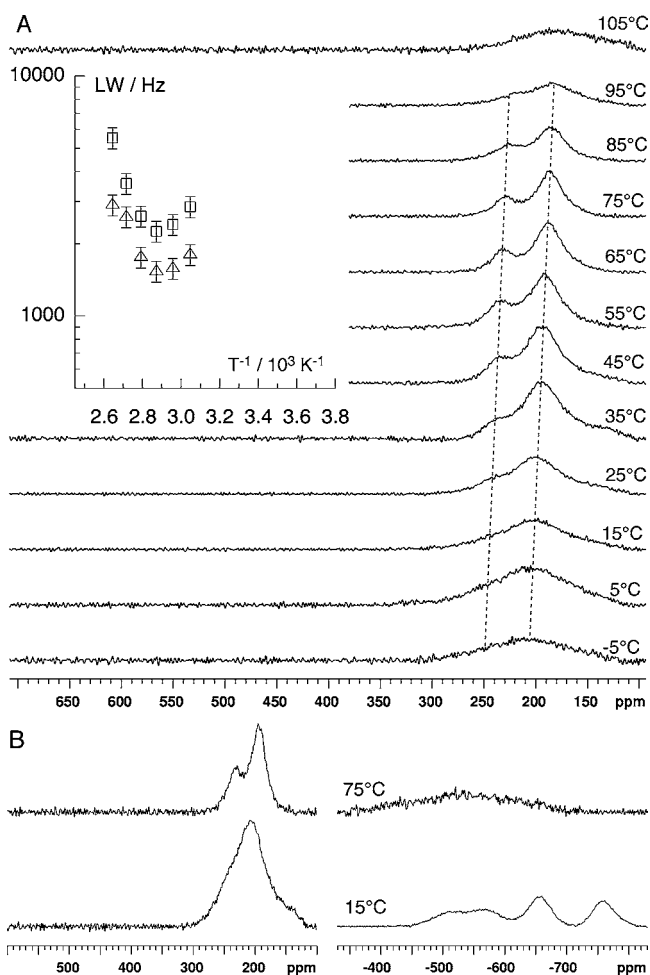 A
105°C
10000
LW / Hz
95°C
85°C
75°C
65°C
1000
55°C
T-1 / 10³ K-1
45°C
2.6 2.8 3.0 3.2 3.4 3.6 3.8
35°C
25°C
15°C
5°C
-5°C
650 600 550 500 450 400 350 300 250 200 150 ppm
B
75°C
15°C
500 400 300 200 ppm -400 -500 -600 -700 ppm